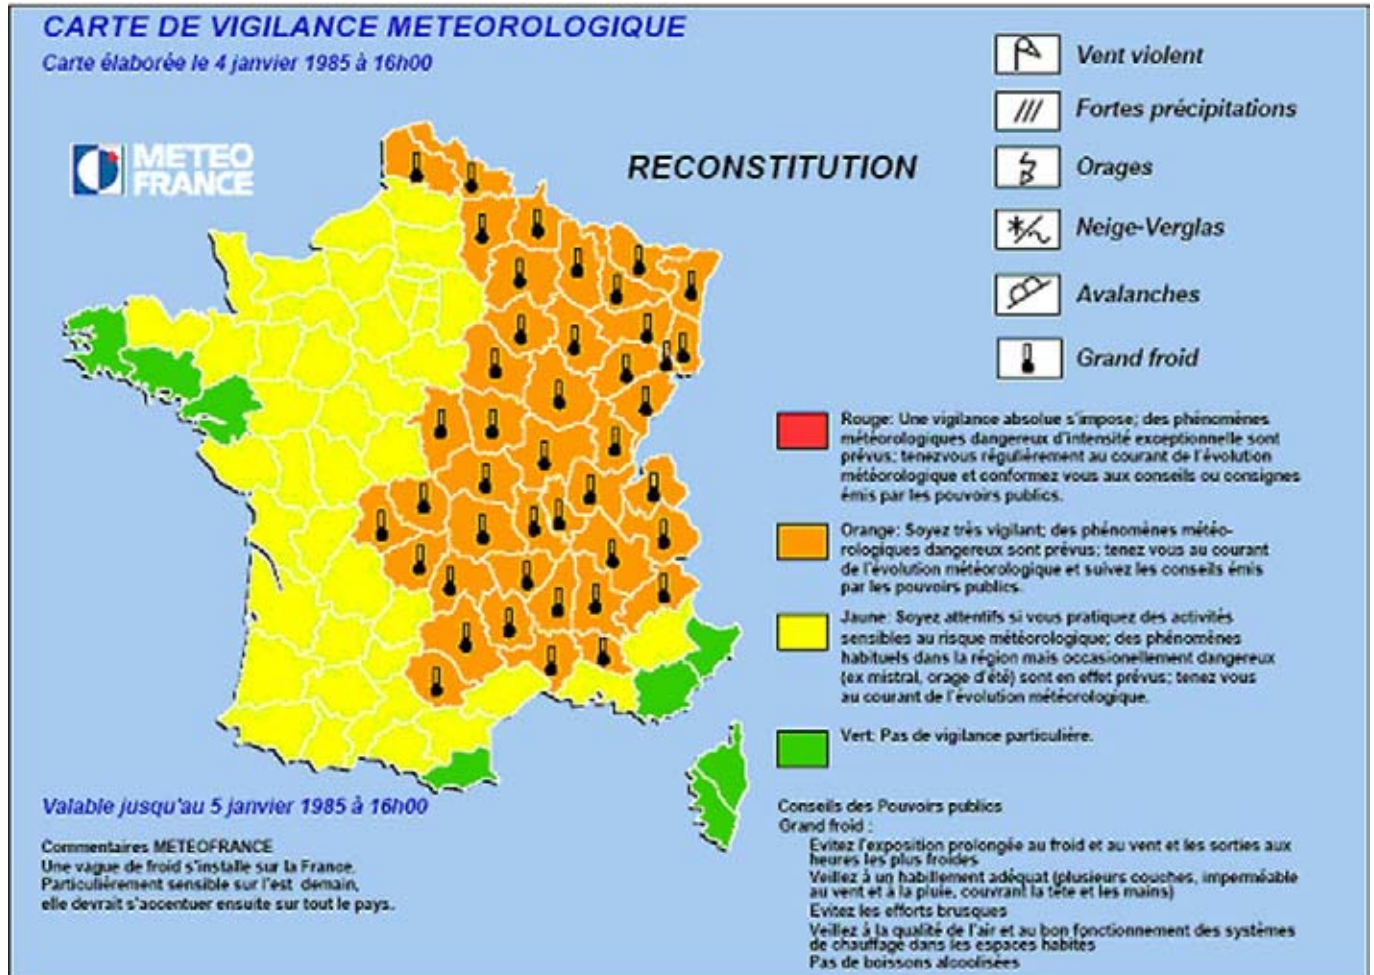 CARTE DE VIGILANCE METEOROLOGIQUE
Carte élaborée le 4 janvier 1985 à 16h00
METEO
FRANCE
RECONSTITUTION
Vent violent
Fortes précipitations
Orages
Neige-Verglas
Avalanches
Grand froid
Rouge: Une vigilance absolue s'impose; des phénomènes
météorologiques dangereux d'intensité exceptionnelle sont
prévus; tenezvous régulièrement au courant de l'évolution
météorologique et conformez vous aux conseils ou consignes
émis par les pouvoirs publics.
Orange: Soyez très vigilant; des phénomènes météo-
rologiques dangereux sont prévus; tenez vous au courant
de l'évolution météorologique et suivez les conseils émis
par les pouvoirs publics.
Jaune: Soyez attentifs si vous pratiquez des activités
sensibles au risque météorologique; des phénomènes
habituels dans la région mais occasionellement dangereux
(ex mistral, orage d'été) sont en effet prévus; tenez vous
au courant de l'évolution météorologique.
Vert: Pas de vigilance particulière.
Valable jusqu'au 5 janvier 1985 à 16h00
Commentaires METEOFRANCE
Une vague de froid s'installe sur la France.
Particulièrement sensible sur l'est demain,
elle devrait s'accentuer ensuite sur tout le pays.
Conseils des Pouvoirs publics
Grand froid :
Evitez l'exposition prolongée au froid et au vent et les sorties aux
heures les plus froides
Veillez à un habillement adéquat (plusieurs couches, imperméable
au vent et à la pluie, couvrant la tête et les mains)
Evitez les efforts brusques
Veillez à la qualité de l'air et au bon fonctionnement des systèmes
de chauffage dans les espaces habités
Pas de boissons alcoolisées